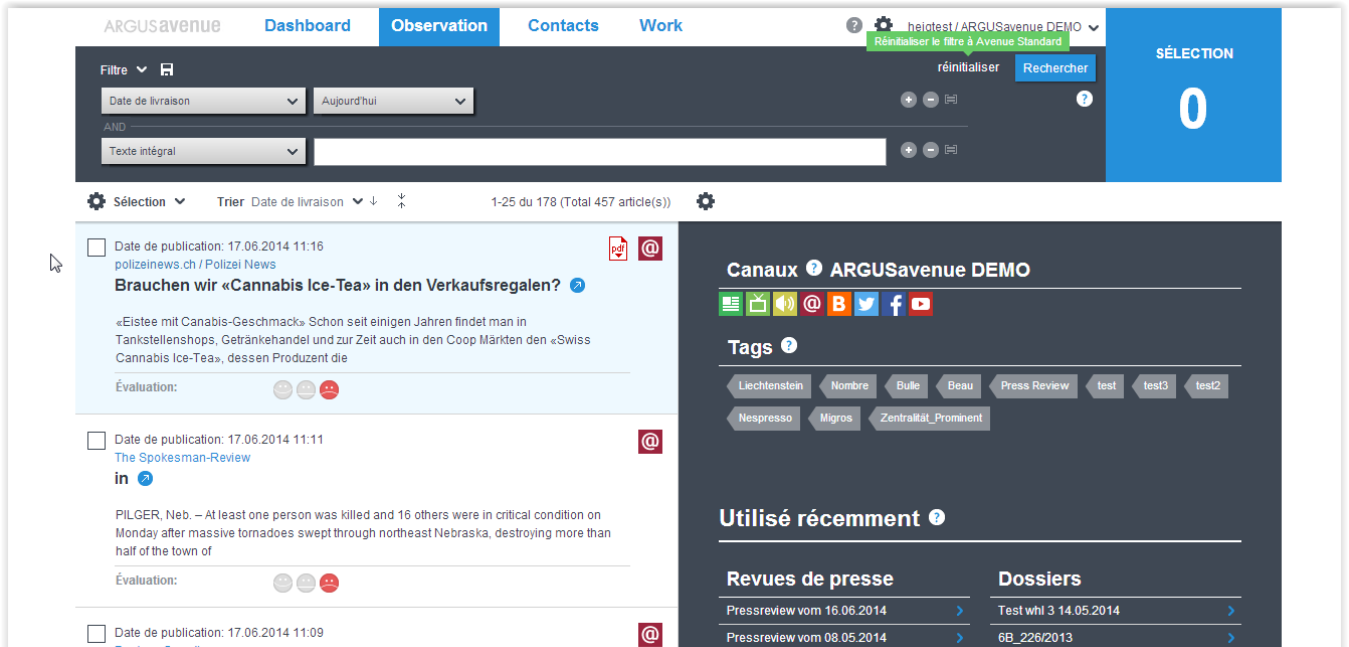 ARGUSavenue Dashboard Observation Contacts Work heigtest / ARGUSavenue DEMO
Réinitialiser le filtre à Avenue Standard
SÉLECTION
0
Filtre réinitialiser Rechercher
Date de livraison Aujourd'hui
AND
Texte intégral
Sélection Trier Date de livraison 1-25 du 178 (Total 457 article(s))
Date de publication: 17.06.2014 11:16
polizeinews.ch / Polizei News
Brauchen wir «Cannabis Ice-Tea» in den Verkaufsregalen?
«Eistee mit Canabis-Geschmack» Schon seit einigen Jahren findet man in
Tankstellenshops, Getränkehandel und zur Zeit auch in den Coop Märkten den «Swiss
Cannabis Ice-Tea», dessen Produzent die
Évaluation:
Date de publication: 17.06.2014 11:11
The Spokesman-Review
in
PILGER, Neb. – At least one person was killed and 16 others were in critical condition on
Monday after massive tornadoes swept through northeast Nebraska, destroying more than
half of the town of
Évaluation:
Date de publication: 17.06.2014 11:09
Canaux ARGUSavenue DEMO
Tags
Liechtenstein Nombre Bulle Beau Press Review test test3 test2
Nespresso Migros Zentralität_Prominent
Utilisé récemment
Revues de presse
Pressreview vom 16.06.2014
Pressreview vom 08.05.2014
Dossiers
Test whl 3 14.05.2014
6B_226/2013